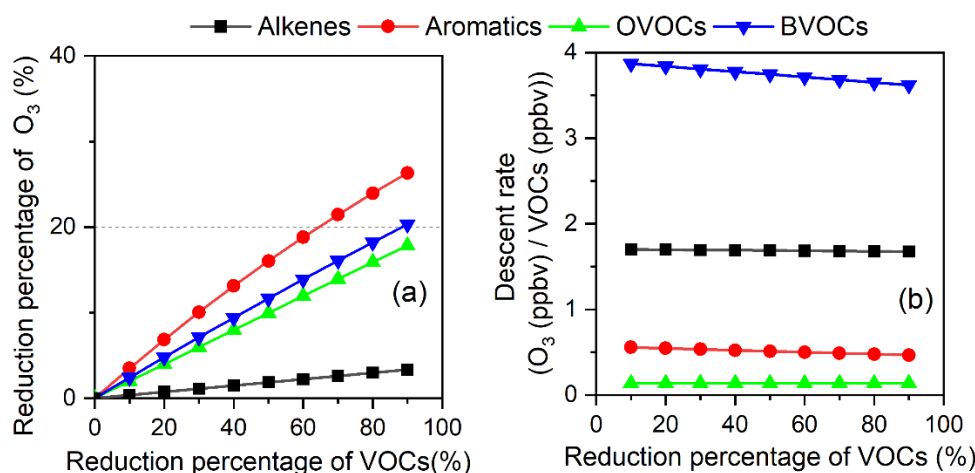 Alkenes Aromatics OVOCs BVOCs
Reduction percentage of O3 (%)
40
20
0
0 20 40 60 80 100
Reduction percentage of VOCs(%)
(a)
Descent rate
(O3 (ppbv) / VOCs (ppbv))
4
3
2
1
0
0 20 40 60 80 100
Reduction percentage of VOCs (%)
(b)